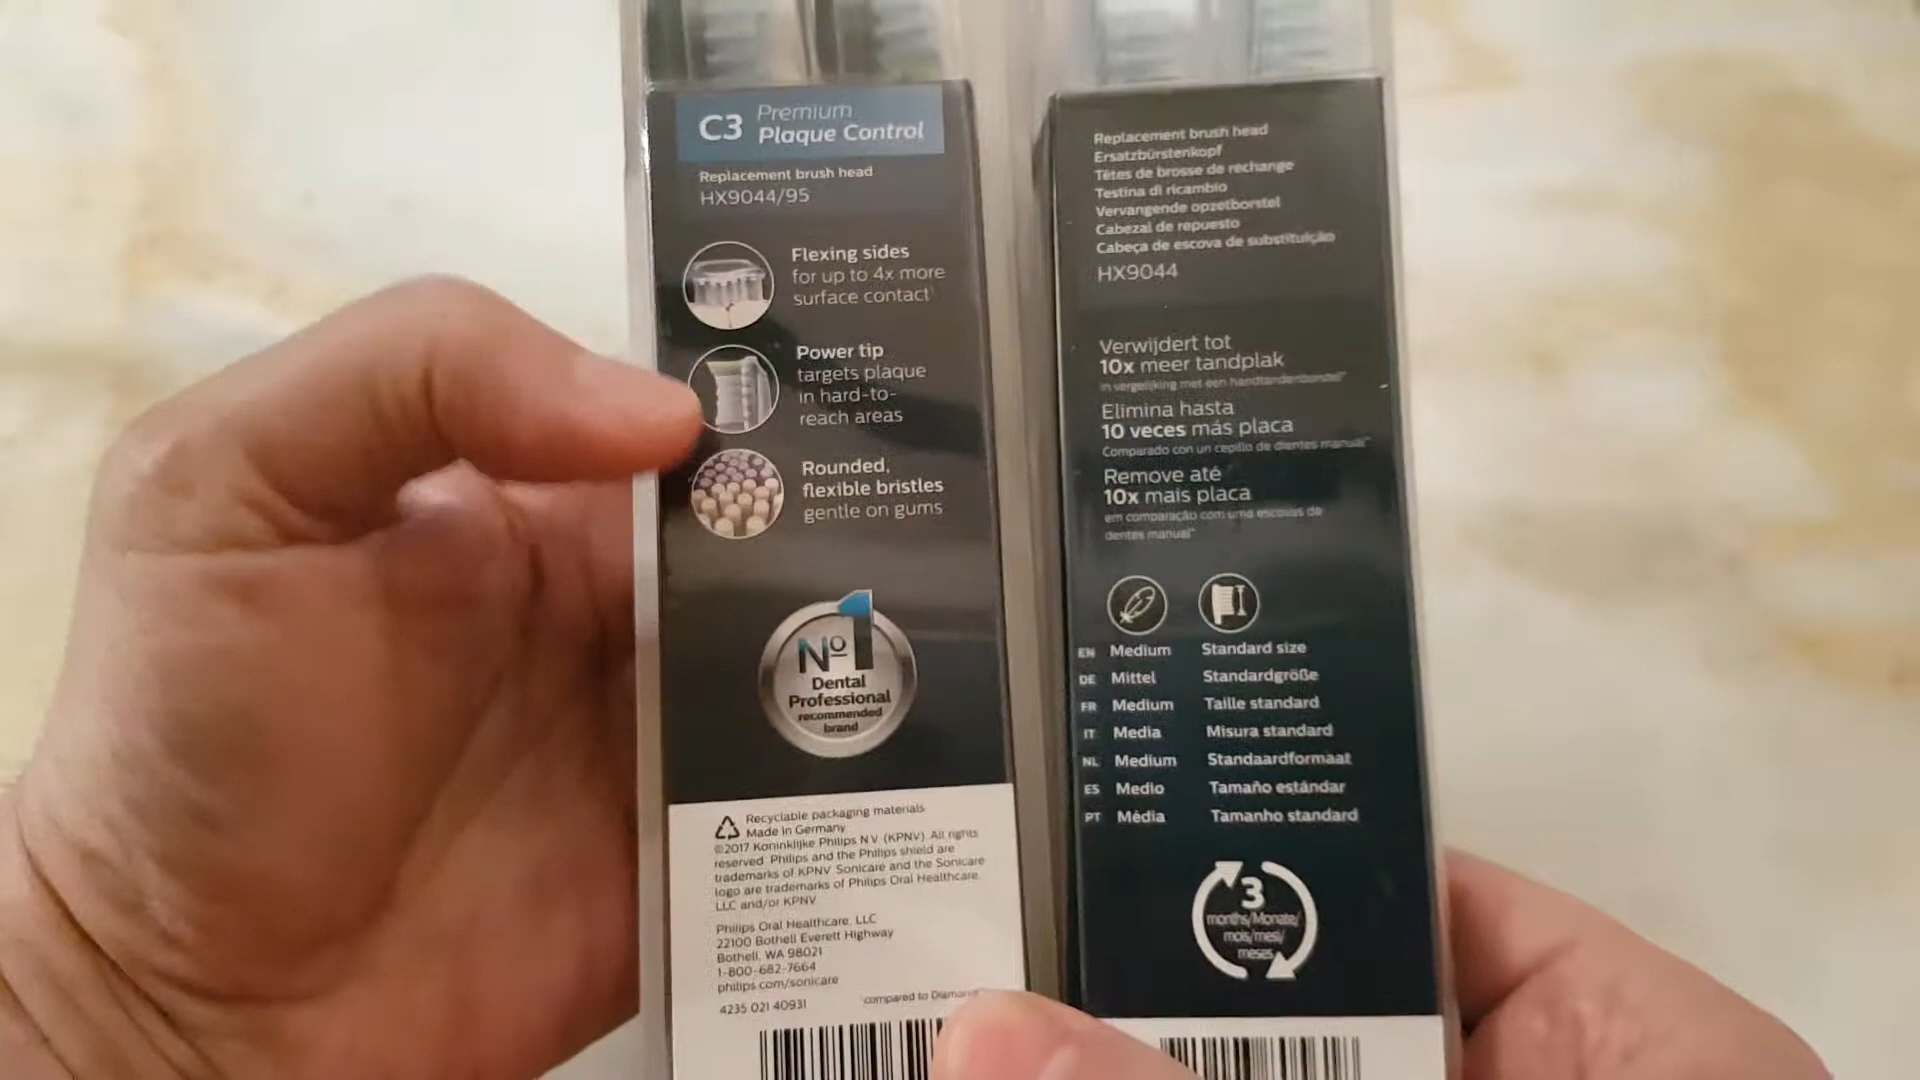 C3 Premium
Plaque Control
Replacement brush head
HX9044/95
Flexing sides
for up to 4x more
surface contact
Power tip
targets plaque
in hard-to-
reach areas
Rounded,
flexible bristles
gentle on gums
Nº1
Dental
Professional
recommended
brand
Recyclable packaging materials
Made in Germany
©2017 Koninklijke Philips N.V. (KPNV). All rights
reserved. Philips and the Philips shield are
trademarks of KPNV. Sonicare and the Sonicare
logo are trademarks of Philips Oral Healthcare,
LLC and/or KPNV
Philips Oral Healthcare, LLC
22100 Bothell Everett Highway
Bothell, WA 98021
1-800-682-7664
philips.com/sonicare
4235 021 40931
compared to
Replacement brush head
Ersatzbürstenkopf
Têtes de brosse de rechange
Testina di ricambio
Vervangende opzetborstel
Cabezal de repuesto
Cabeça de escova de substituição
HX9044
Verwijdert tot
10x meer tandplak
in vergelijking met een handtandenborstel
Elimina hasta
10 veces más placa
Comparado con un cepillo de dientes manual
Remove até
10x mais placa
em comparação com uma escovas de
dentes manual
EN Medium Standard size
DE Mittel Standardgröße
FR Medium Taille standard
IT Media Misura standard
NL Medium Standaardformaat
ES Medio Tamaño estándar
PT Média Tamanho standard
3
months/Monate/
mois/mesi/
meses